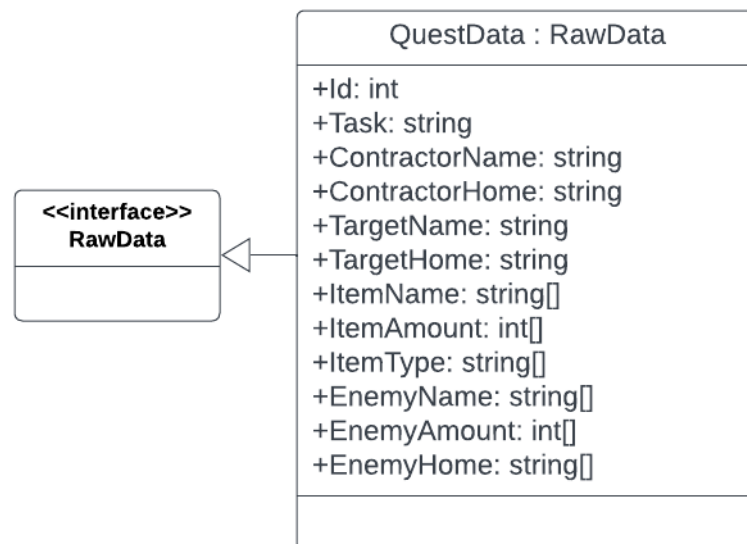 <<interface>>
RawData
QuestData : RawData
+Id: int
+Task: string
+ContractorName: string
+ContractorHome: string
+TargetName: string
+TargetHome: string
+ItemName: string[]
+ItemAmount: int[]
+ItemType: string[]
+EnemyName: string[]
+EnemyAmount: int[]
+EnemyHome: string[]